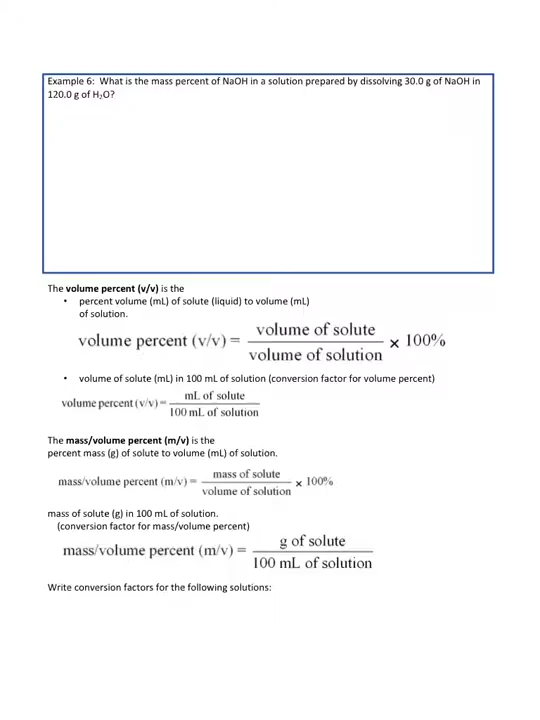 Example 6:  What is the mass percent of NaOH in a solution prepared by dissolving 30.0 g of NaOH in
120.0 g of H₂O?
The volume percent (v/v) is the
• percent volume (mL) of solute (liquid) to volume (mL)
of solution.
volume percent (v/v) = volume of solute / volume of solution × 100%
• volume of solute (mL) in 100 mL of solution (conversion factor for volume percent)
volume percent (v/v) = mL of solute / 100 mL of solution
The mass/volume percent (m/v) is the
percent mass (g) of solute to volume (mL) of solution.
mass/volume percent (m/v) = mass of solute / volume of solution × 100%
mass of solute (g) in 100 mL of solution.
(conversion factor for mass/volume percent)
mass/volume percent (m/v) = g of solute / 100 mL of solution
Write conversion factors for the following solutions: